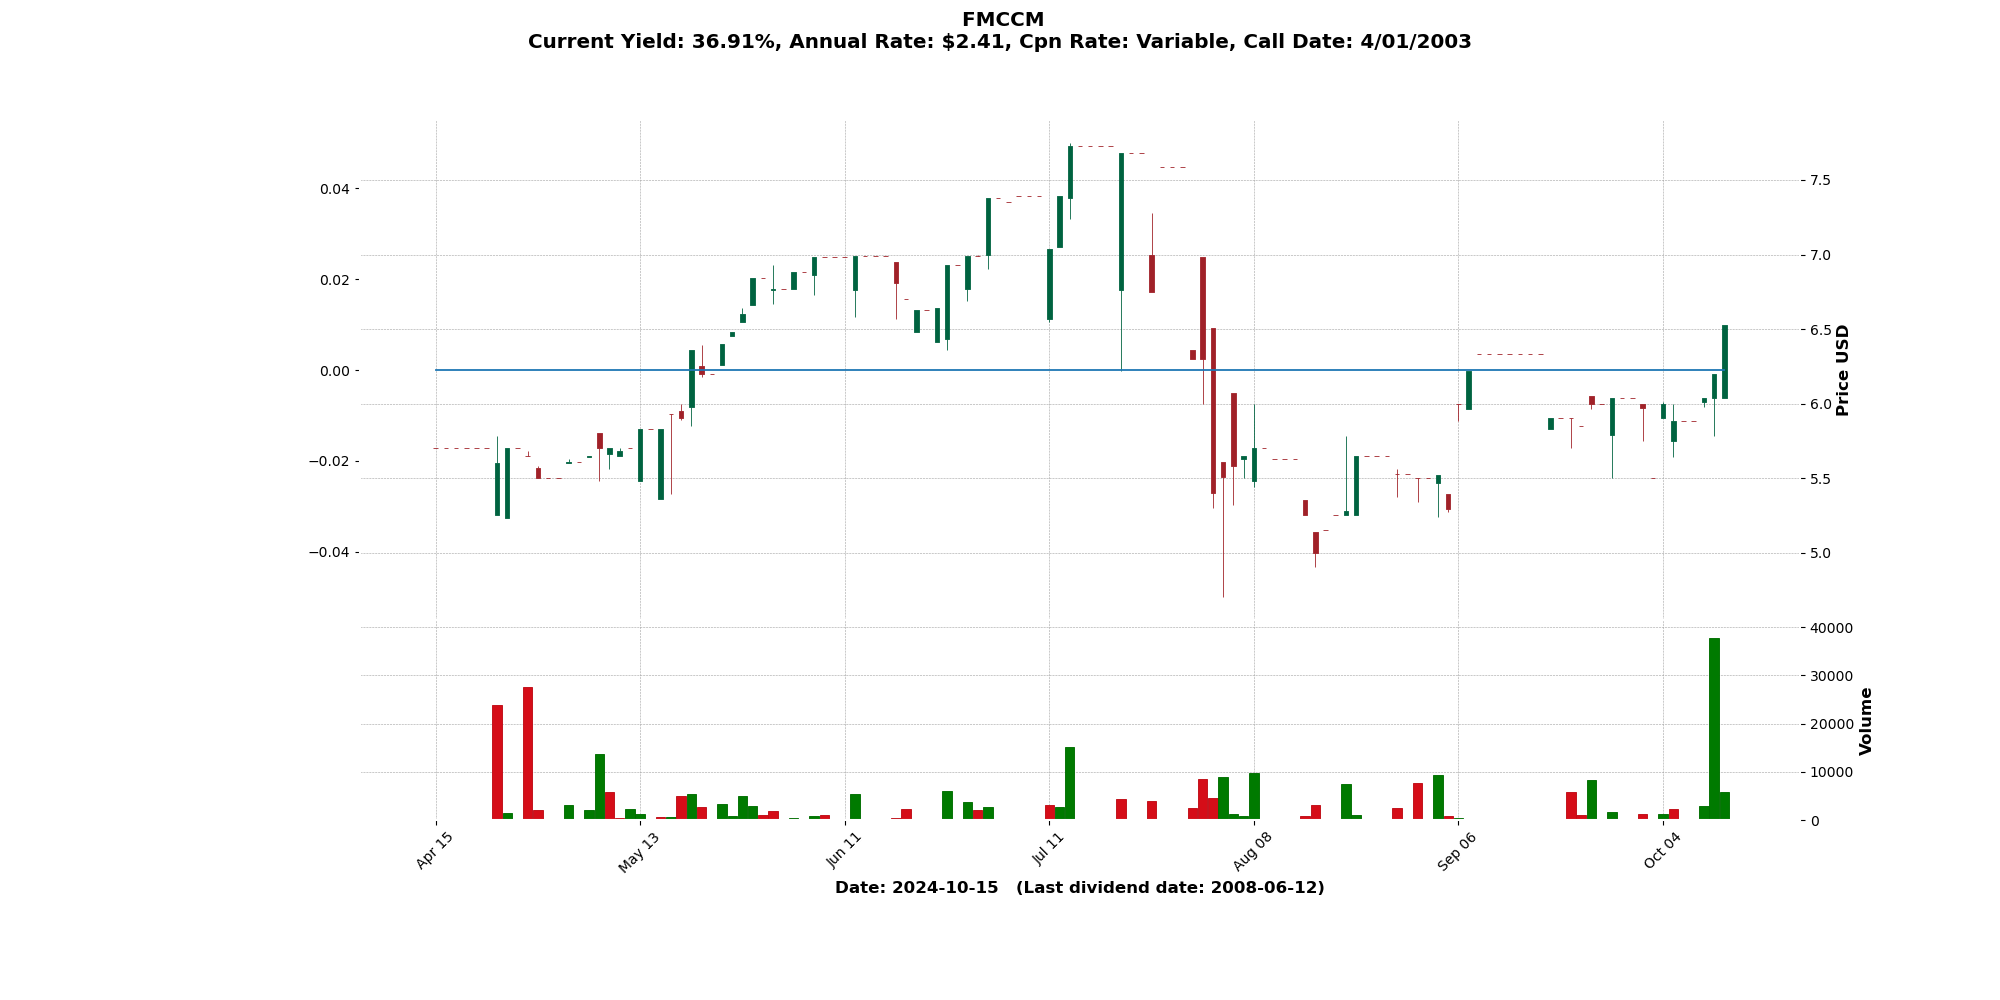 FMCCM
Current Yield: 36.91%, Annual Rate: $2.41, Cpn Rate: Variable, Call Date: 4/01/2003
0.04
0.02
0.00
−0.02
−0.04
7.5
7.0
6.5
6.0
5.5
5.0
Price USD
40000
30000
20000
10000
0
Volume
Apr 15
May 13
Jun 11
Jul 11
Aug 08
Sep 06
Oct 04
Date: 2024-10-15 (Last dividend date: 2008-06-12)